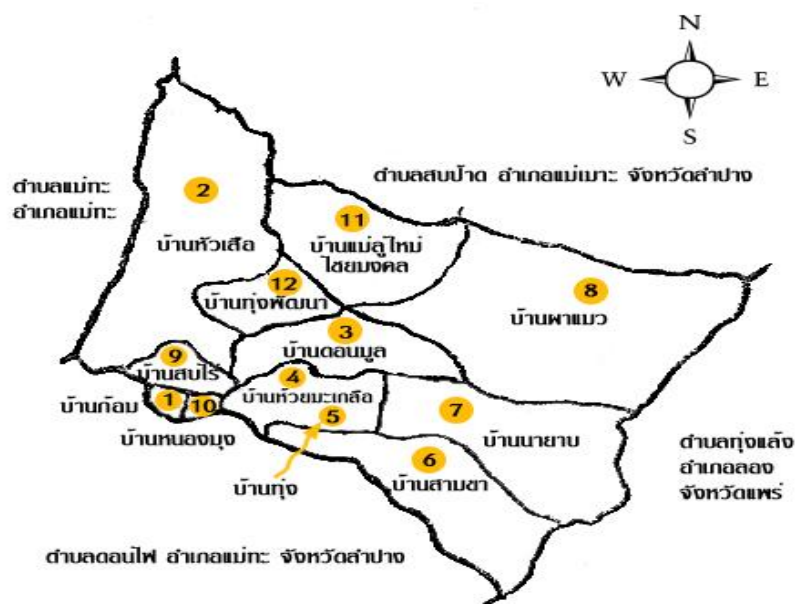 N
W E
S
ตำบลสบป้าด อำเภอแม่เมาะ จังหวัดลำปาง
ตำบลแม่ทะ
อำเภอแม่ทะ
2
บ้านหัวเสือ
11
บ้านแม่ลูใหม่
ไชยมงคล
12
บ้านทุ่งพัฒนา
8
บ้านผาแมว
3
บ้านดอนมูล
9
บ้านสบไร่
4
บ้านห้วยมะเกลือ
บ้านก้อม
1
10
5
7
บ้านหนองมุง
บ้านนายาบ
6
บ้านสามขา
บ้านทุ่ง
ตำบลทุ่งแล้ง
อำเภอลอง
จังหวัดแพร่
ตำบลดอนไฟ อำเภอแม่ทะ จังหวัดลำปาง